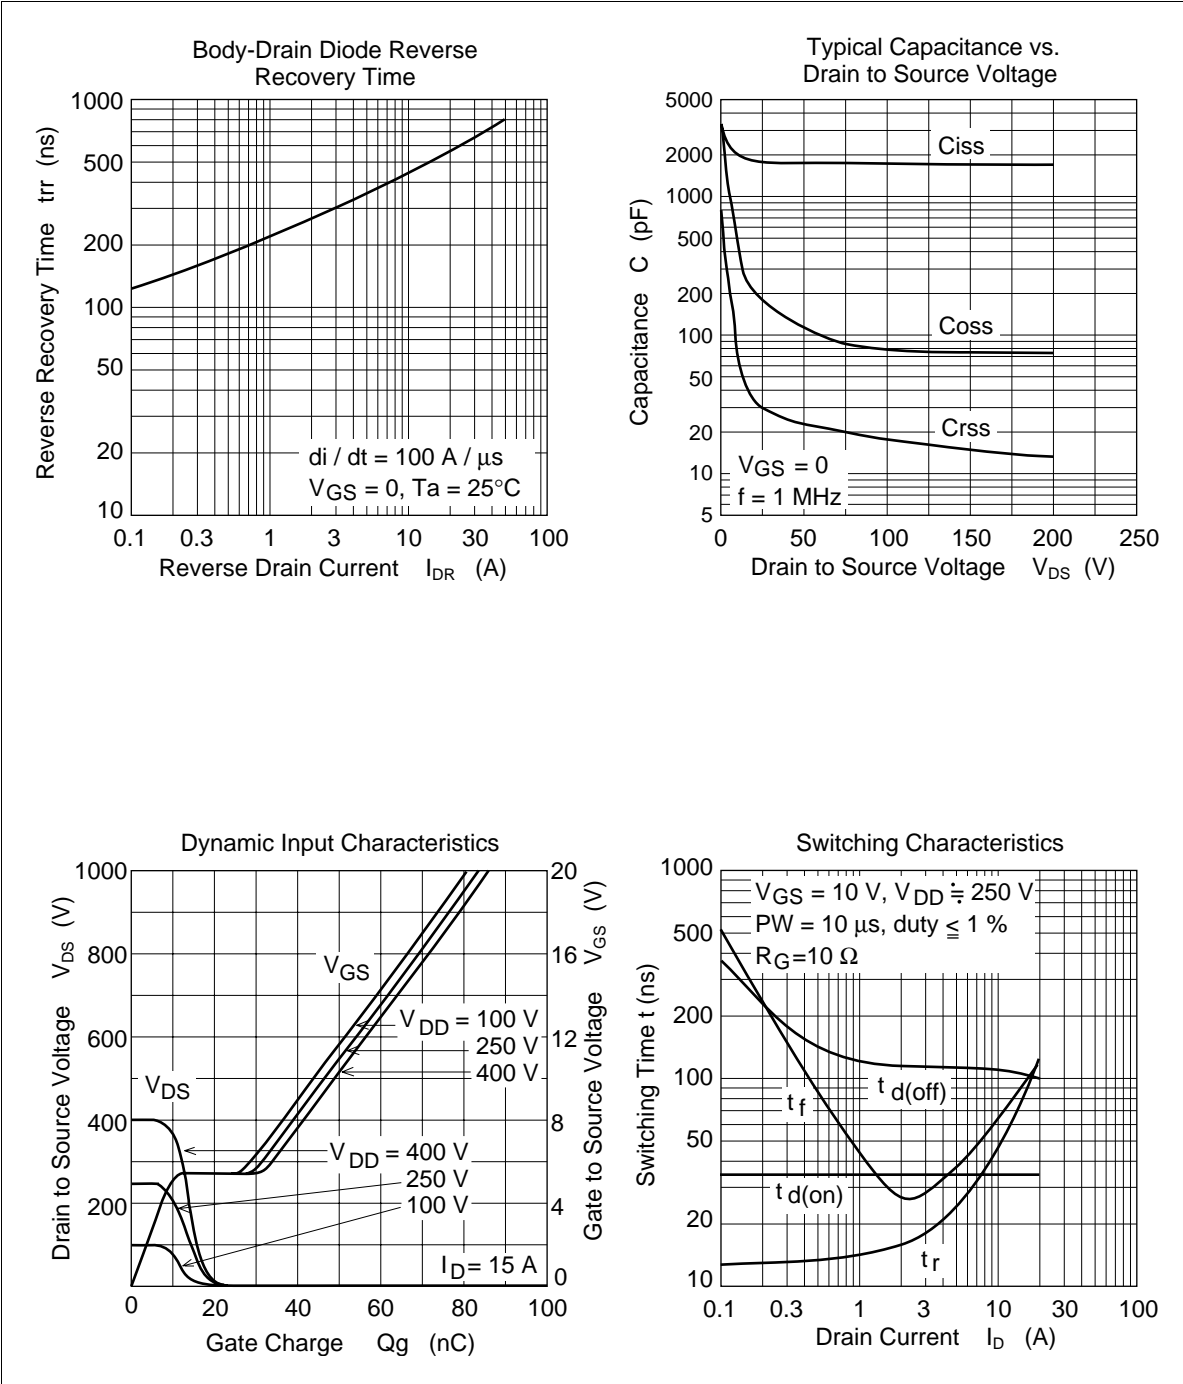 Body-Drain Diode Reverse
Recovery Time
1000
500
200
100
50
20
10
Reverse Recovery Time trr (ns)
di / dt = 100 A / µs
VGS = 0, Ta = 25°C
0.1 0.3 1 3 10 30 100
Reverse Drain Current IDR (A)
Typical Capacitance vs.
Drain to Source Voltage
5000
2000
1000
500
200
100
50
20
10
5
Capacitance C (pF)
Ciss
Coss
Crss
VGS = 0
f = 1 MHz
0 50 100 150 200 250
Drain to Source Voltage VDS (V)
Dynamic Input Characteristics
1000
800
600
400
200
0
Drain to Source Voltage VDS (V)
20
16
12
8
4
0
Gate to Source Voltage VGS (V)
VGS
VDD = 100 V
250 V
400 V
VDS
VDD = 400 V
250 V
100 V
ID = 15 A
0 20 40 60 80 100
Gate Charge Qg (nC)
Switching Characteristics
1000
500
200
100
50
20
10
Switching Time t (ns)
VGS = 10 V, VDD ≒ 250 V
PW = 10 µs, duty ≦ 1 %
RG=10 Ω
tf
td(off)
td(on)
tr
0.1 0.3 1 3 10 30 100
Drain Current ID (A)